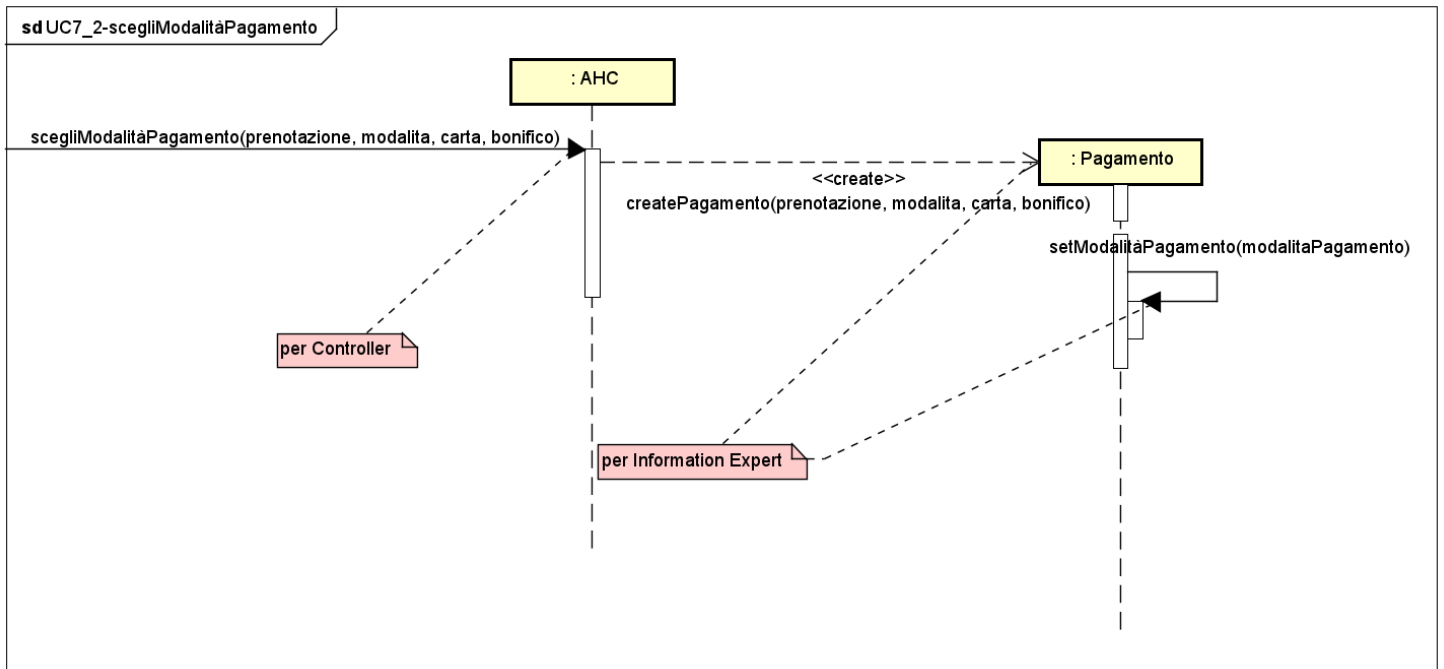 sd UC7_2-scegliModalitàPagamento
: AHC
scegliModalitàPagamento(prenotazione, modalita, carta, bonifico)
: Pagamento
<<create>>
createPagamento(prenotazione, modalita, carta, bonifico)
setModalitàPagamento(modalitaPagamento)
per Controller
per Information Expert